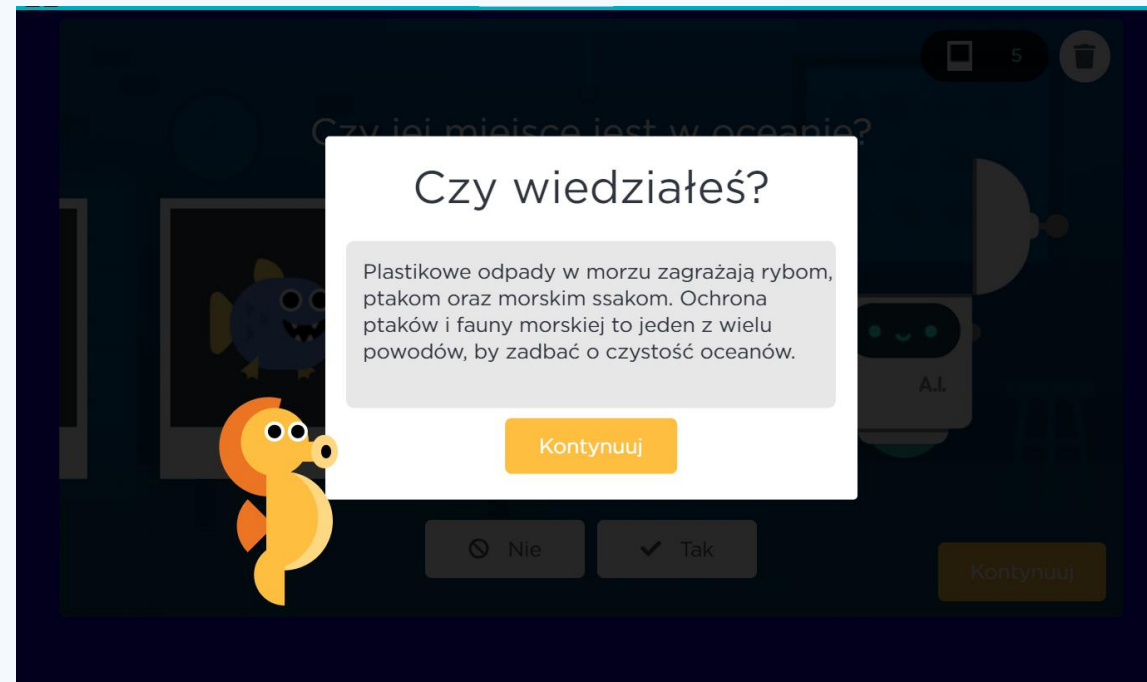 5
Czy jej miejsce jest w oceanie?
Czy wiedziałeś?
Plastikowe odpady w morzu zagrażają rybom,
ptakom oraz morskim ssakom. Ochrona
ptaków i fauny morskiej to jeden z wielu
powodów, by zadbać o czystość oceanów.
A.I.
Kontynuuj
Nie
Tak
Kontynuuj